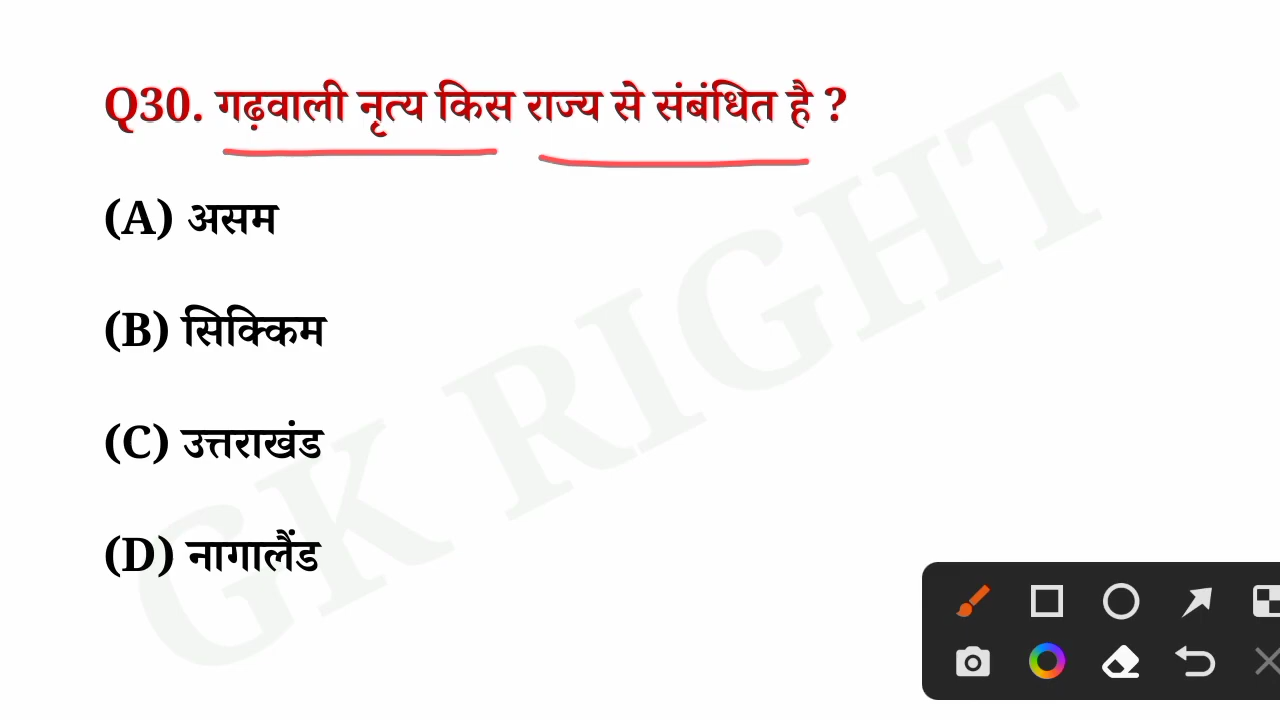 Q30. गढ़वाली नृत्य किस राज्य से संबंधित है ?
(A) असम
(B) सिक्किम
(C) उत्तराखंड
(D) नागालैंड
GK RIGHT